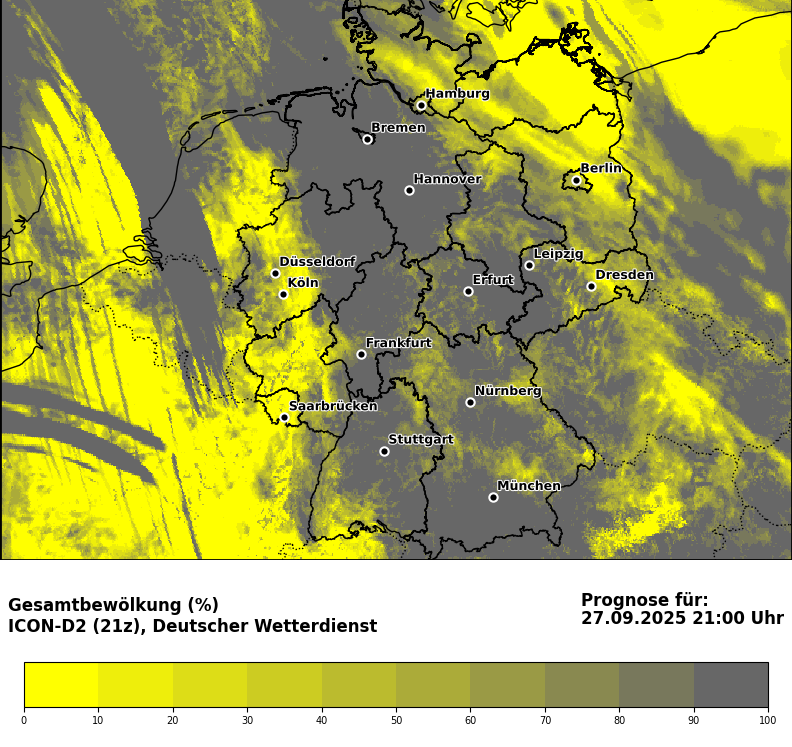 Hamburg
Bremen
Berlin
Hannover
Leipzig
Düsseldorf
Dresden
Köln
Erfurt
Frankfurt
Nürnberg
Saarbrücken
Stuttgart
München
Gesamtbewölkung (%)
ICON-D2 (21z), Deutscher Wetterdienst
Prognose für:
27.09.2025 21:00 Uhr
0 10 20 30 40 50 60 70 80 90 100